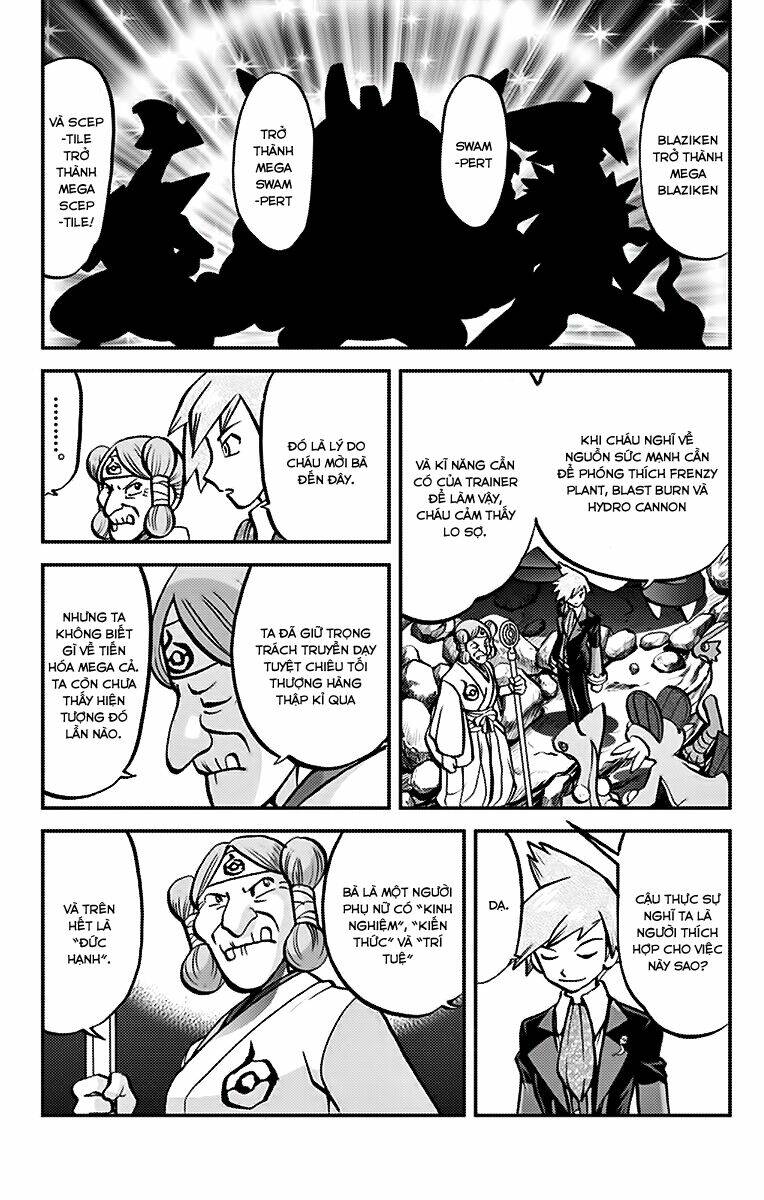 BLAZIKEN
TRỞ THÀNH
MEGA
BLAZIKEN
SWAM
-PERT
TRỞ
THÀNH
MEGA
SWAM
-PERT
VÀ SCEP
-TILE
TRỞ
THÀNH
MEGA
SCEP
-TILE!
KHI CHÁU NGHĨ VỀ
NGUỒN SỨC MẠNH CẦN
ĐỂ PHÓNG THÍCH FRENZY
PLANT, BLAST BURN VÀ
HYDRO CANNON
VÀ KĨ NĂNG CẦN
CÓ CỦA TRAINER
ĐỂ LÀM VẬY,
CHÁU CẢM THẤY
LO SỢ.
ĐÓ LÀ LÝ DO
CHÁU MỜI BÀ
ĐẾN ĐÂY.
.......
TA ĐÃ GIỮ TRỌNG
TRÁCH TRUYỀN DẠY
TUYỆT CHIÊU TỐI
THƯỢNG HÀNG
THẬP KỈ QUA
NHƯNG TA
KHÔNG BIẾT
GÌ VỀ TIẾN
HÓA MEGA CẢ.
TA CÒN CHƯA
THẤY HIỆN
TƯỢNG ĐÓ
LẦN NÀO.
CẬU THỰC SỰ
NGHĨ TA LÀ
NGƯỜI THÍCH
HỢP CHO VIỆC
NÀY SAO?
DẠ.
BÀ LÀ MỘT NGƯỜI
PHỤ NỮ CÓ "KINH
NGHIỆM", "KIẾN
THỨC" VÀ "TRÍ
TUỆ"
VÀ TRÊN
HẾT LÀ
"ĐỨC
HẠNH".